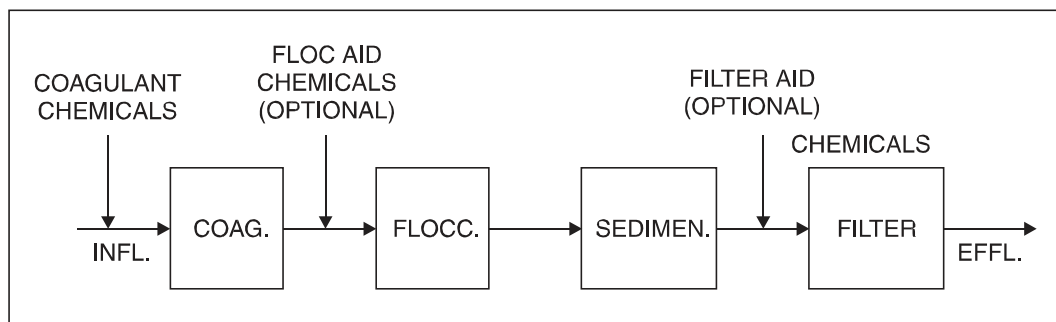 COAGULANT
CHEMICALS
FLOC AID
CHEMICALS
(OPTIONAL)
FILTER AID
(OPTIONAL)
CHEMICALS
INFL.
COAG.
FLOCC.
SEDIMEN.
FILTER
EFFL.